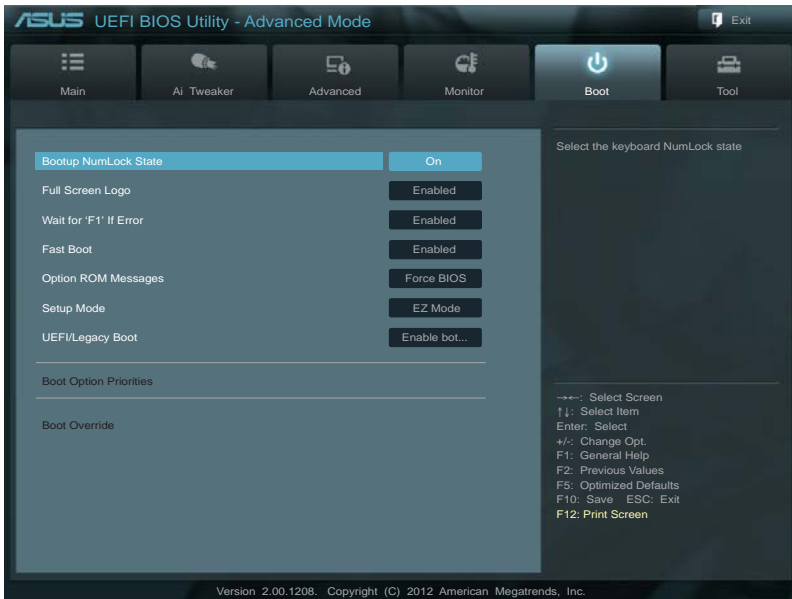 ASUS UEFI BIOS Utility - Advanced Mode
Exit
Main
Ai Tweaker
Advanced
Monitor
Boot
Tool
Bootup NumLock State On
Full Screen Logo Enabled
Wait for ‘F1’ If Error Enabled
Fast Boot Enabled
Option ROM Messages Force BIOS
Setup Mode EZ Mode
UEFI/Legacy Boot Enable bot...
Boot Option Priorities
Boot Override
Select the keyboard NumLock state
→←: Select Screen
↑↓: Select Item
Enter: Select
+/-: Change Opt.
F1: General Help
F2: Previous Values
F5: Optimized Defaults
F10: Save ESC: Exit
F12: Print Screen
Version 2.00.1208. Copyright (C) 2012 American Megatrends, Inc.